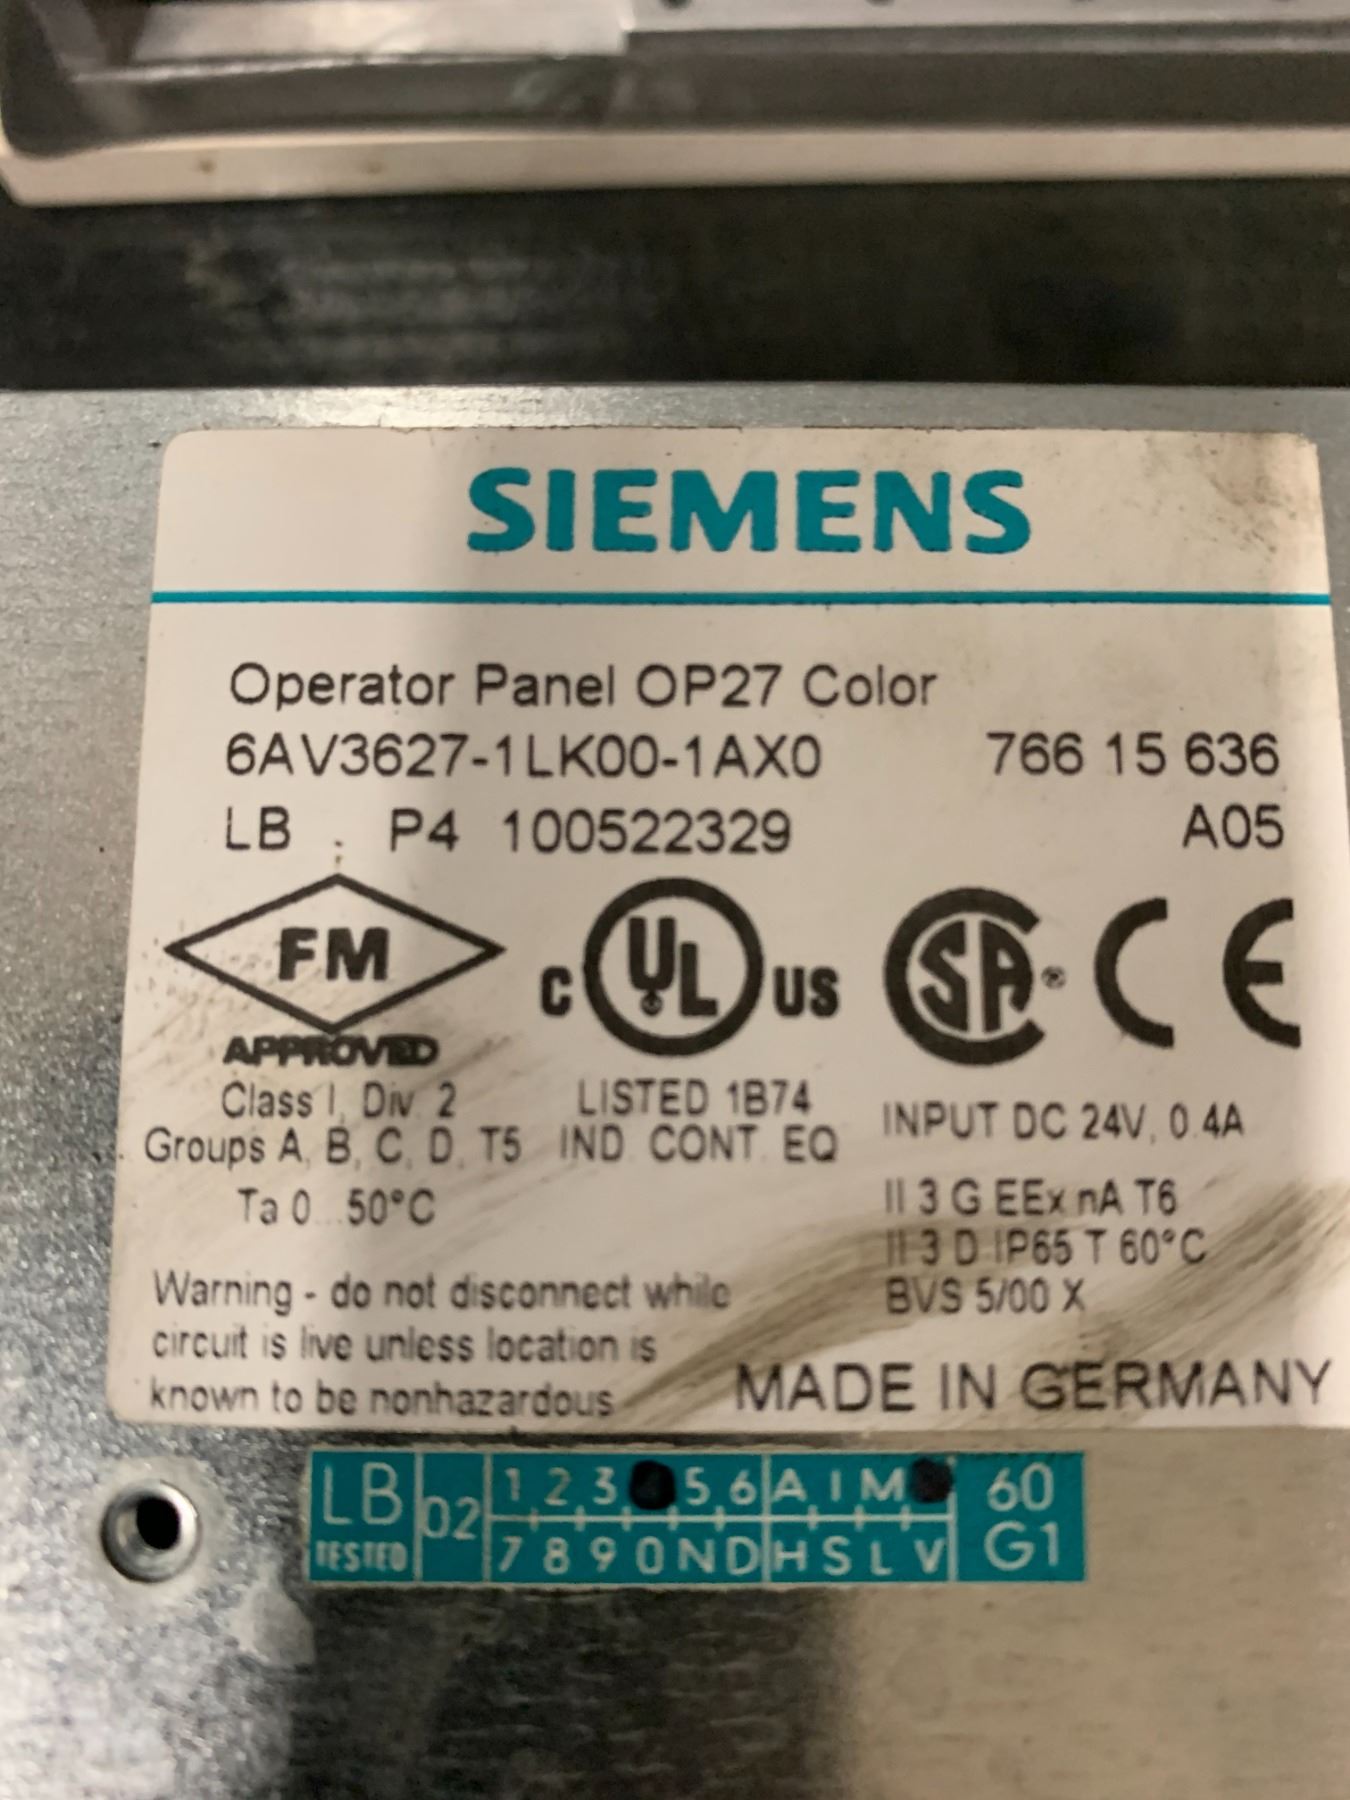 SIEMENS
Operator Panel OP27 Color
6AV3627-1LK00-1AX0 766 15 636
LB P4 100522329 A05
FM
APPROVED
Class I, Div. 2
Groups A, B, C, D, T5
Ta 0...50°C
C UL US
LISTED 1B74
IND. CONT. EQ
SA ® CE
INPUT DC 24V, 0.4A
II 3 G EEx nA T6
II 3 D IP65 T 60°C
BVS 5/00 X
Warning - do not disconnect while
circuit is live unless location is
known to be nonhazardous
MADE IN GERMANY
LB 02 1 2 3 5 6 A I M 60
TESTED 7 8 9 0 N D H S L V G1